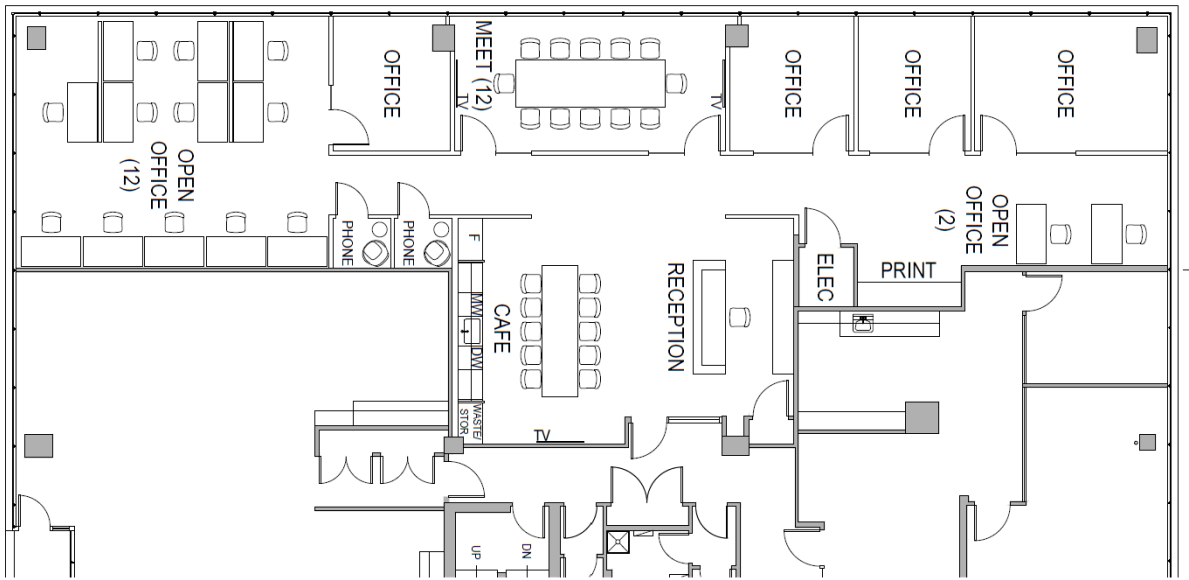 OFFICE
MEET (12)
TV
TV
OFFICE
OFFICE
OFFICE
OPEN
OFFICE
(12)
PHONE
PHONE
F
MW
DW
WASTE/
STOR
CAFE
TV
RECEPTION
ELEC
PRINT
OPEN
OFFICE
(2)
UP
DN